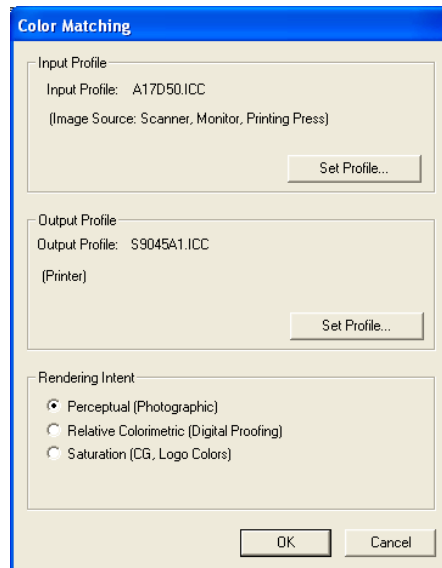 Color Matching
Input Profile
Input Profile: A17D50.ICC
(Image Source: Scanner, Monitor, Printing Press)
Set Profile...
Output Profile
Output Profile: S9045A1.ICC
(Printer)
Set Profile...
Rendering Intent
Perceptual (Photographic)
Relative Colorimetric (Digital Proofing)
Saturation (CG, Logo Colors)
OK Cancel